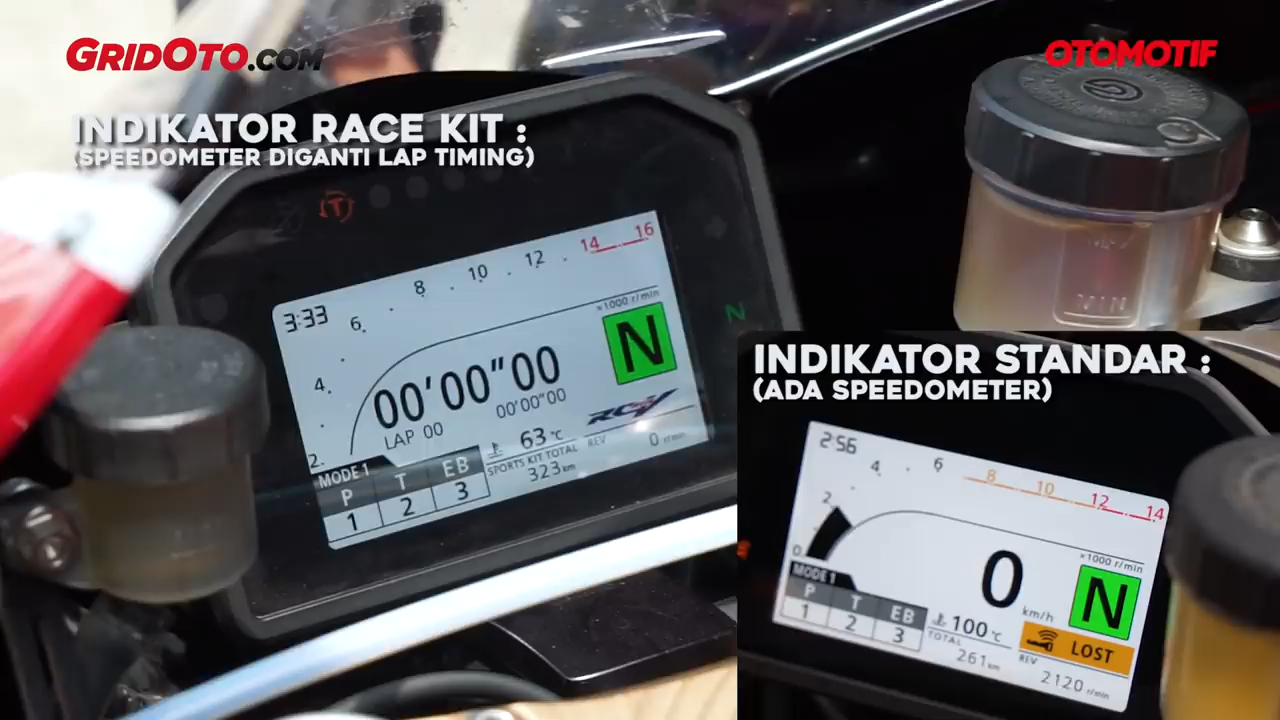 GRIDOTO.COM
OTOMOTIF
INDIKATOR RACE KIT :
(SPEEDOMETER DIGANTI LAP TIMING)
3:33
2. 4. 6. 8 10 12 14 16
×1000 r/min
00'00"00
00'00"00
LAP 00
N
N
63 °C
RC V
SPORTS KIT TOTAL
323 km
REV 0 r/min
MODE 1
P T EB
1 2 3
MIN
INDIKATOR STANDAR :
(ADA SPEEDOMETER)
2:56
0 2 4 6 8 10 12 14
×1000 r/min
0 km/h
N
MODE 1
P T EB
1 2 3
100 °C
TOTAL
261 km
LOST
REV
2120 r/min